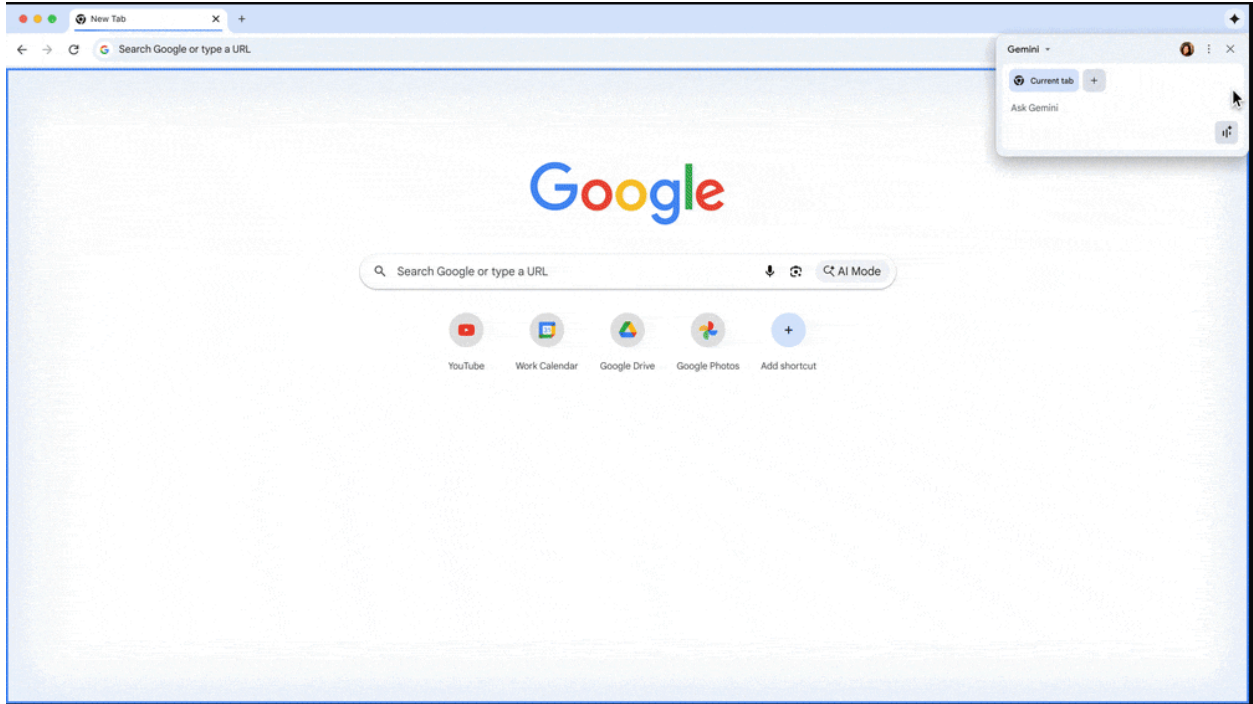 New Tab
Search Google or type a URL
Gemini
Current tab
Ask Gemini
Google
Search Google or type a URL
AI Mode
YouTube Work Calendar Google Drive Google Photos Add shortcut